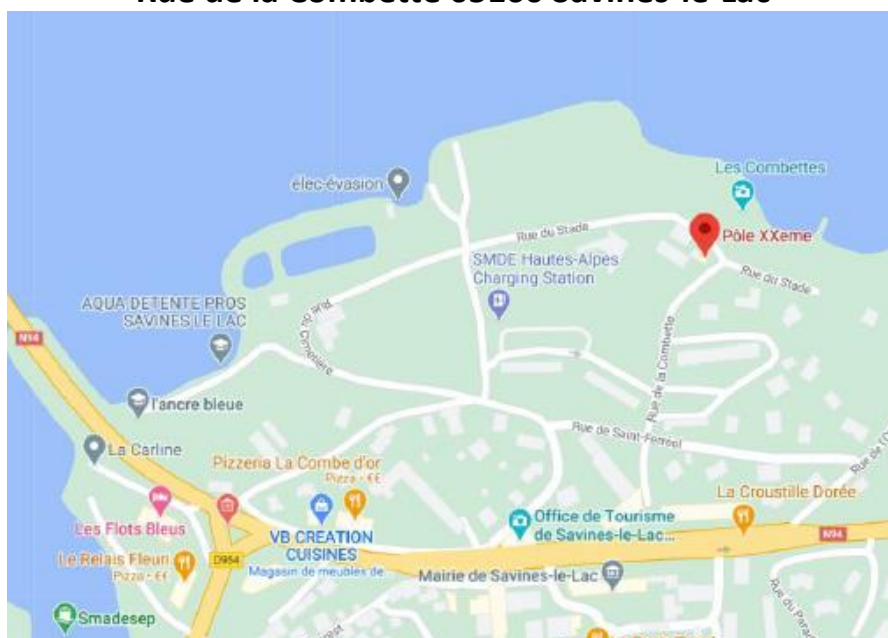 Rue de la Combette 05160 Savines-le-Lac
Les Combettes
élec-évasion
Pôle XXeme
Rue du Stade
SMDE Hautes-Alpes
Charging Station
Rue du Stade
AQUA DETENTE PROS
SAVINES LE LAC
N94
Rue du Cimetière
Rue de la Combette
l'ancre bleue
Rue de Saint-Ferréol
La Carline
Pizzeria La Combe d'or
Pizza · €€
La Croustille Dorée
Les Flots Bleus
VB CREATION
CUISINES
Magasin de meubles de
Office de Tourisme
de Savines-le-Lac...
N94
Le Relais Fleuri
Pizza · €€
D954
Mairie de Savines-le-Lac
Smadesep